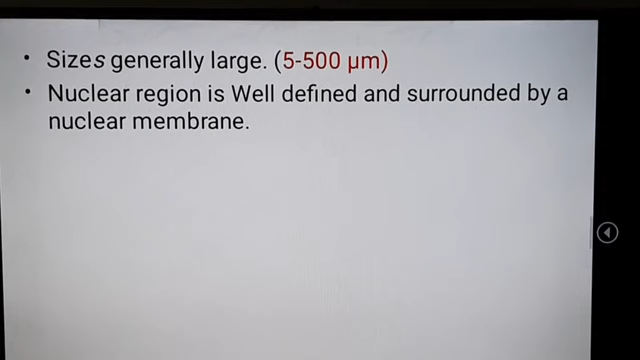 • Sizes generally large. (5-500 µm)
• Nuclear region is Well defined and surrounded by a
nuclear membrane.